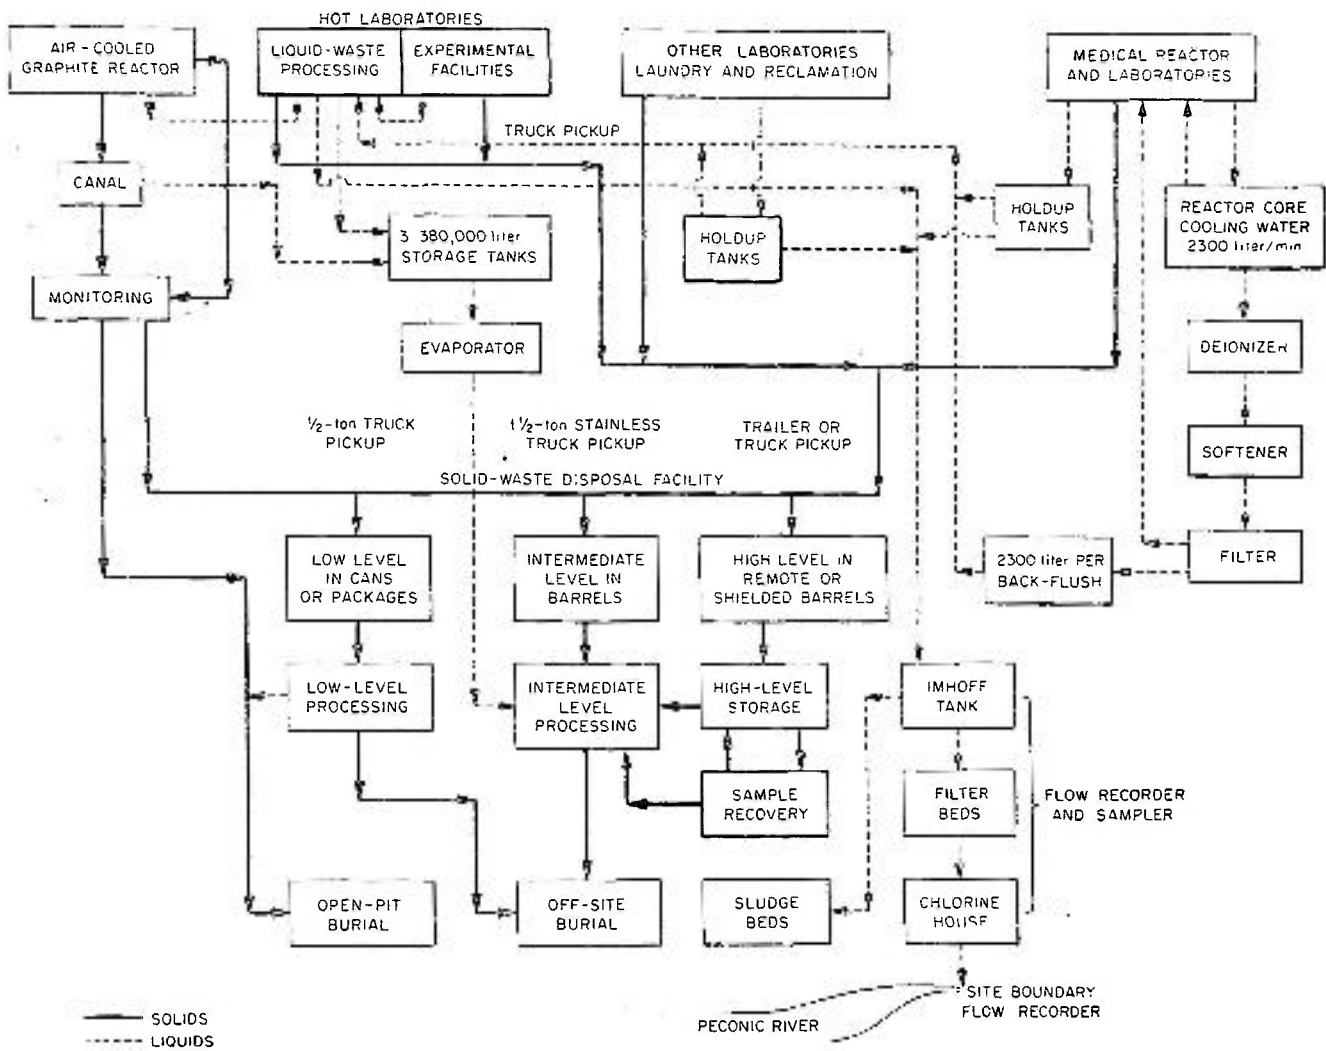 HOT LABORATORIES
AIR-COOLED
GRAPHITE REACTOR
LIQUID-WASTE
PROCESSING
EXPERIMENTAL
FACILITIES
OTHER LABORATORIES
LAUNDRY AND RECLAMATION
MEDICAL REACTOR
AND LABORATORIES
TRUCK PICKUP
CANAL
3 380,000 liter
STORAGE TANKS
HOLDUP
TANKS
HOLDUP
TANKS
REACTOR CORE
COOLING WATER
2300 liter/min
MONITORING
EVAPORATOR
DEIONIZER
1/2-ton TRUCK
PICKUP
1 1/2-ton STAINLESS
TRUCK PICKUP
TRAILER OR
TRUCK PICKUP
SOFTENER
SOLID-WASTE DISPOSAL FACILITY
LOW LEVEL
IN CANS
OR PACKAGES
INTERMEDIATE
LEVEL IN
BARRELS
HIGH LEVEL IN
REMOTE OR
SHIELDED BARRELS
2300 liter PER
BACK-FLUSH
FILTER
LOW-LEVEL
PROCESSING
INTERMEDIATE
LEVEL
PROCESSING
HIGH-LEVEL
STORAGE
IMHOFF
TANK
SAMPLE
RECOVERY
FILTER
BEDS
FLOW RECORDER
AND SAMPLER
OPEN-PIT
BURIAL
OFF-SITE
BURIAL
SLUDGE
BEDS
CHLORINE
HOUSE
SITE BOUNDARY
FLOW RECORDER
PECONIC RIVER
SOLIDS
LIQUIDS